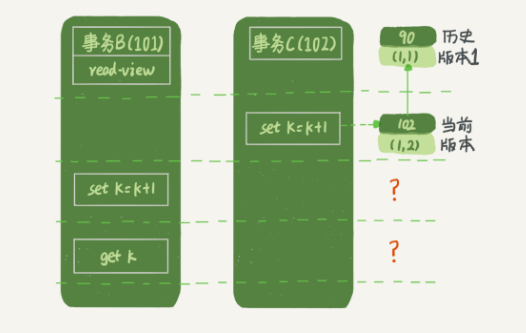 事务B(101)
read-view
set k=k+1
get k
事务C(102)
set k=k+1
90
(1,1)
历史
版本1
102
(1,2)
当前
版本
?
?